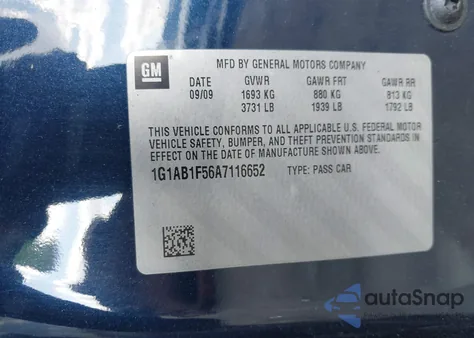 GM
MFD BY GENERAL MOTORS COMPANY
DATE GVWR GAWR FRT GAWR RR
09/09 1693 KG 880 KG 813 KG
3731 LB 1939 LB 1792 LB
THIS VEHICLE CONFORMS TO ALL APPLICABLE U.S. FEDERAL MOTOR
VEHICLE SAFETY, BUMPER, AND THEFT PREVENTION STANDARDS
IN EFFECT ON THE DATE OF MANUFACTURE SHOWN ABOVE.
1G1AB1F56A7116652 TYPE: PASS CAR
autoSnap